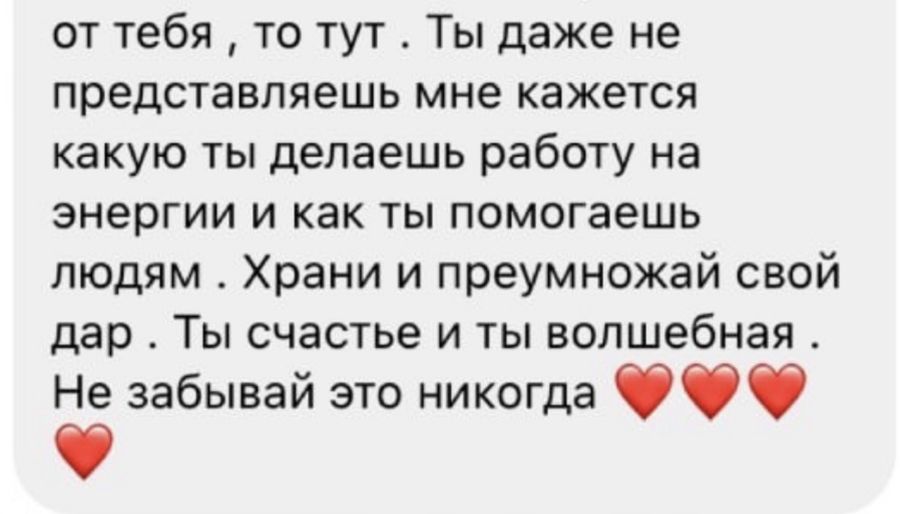 от тебя , то тут . Ты даже не
представляешь мне кажется
какую ты делаешь работу на
энергии и как ты помогаешь
людям . Храни и преумножай свой
дар . Ты счастье и ты волшебная .
Не забывай это никогда ❤️❤️❤️
❤️